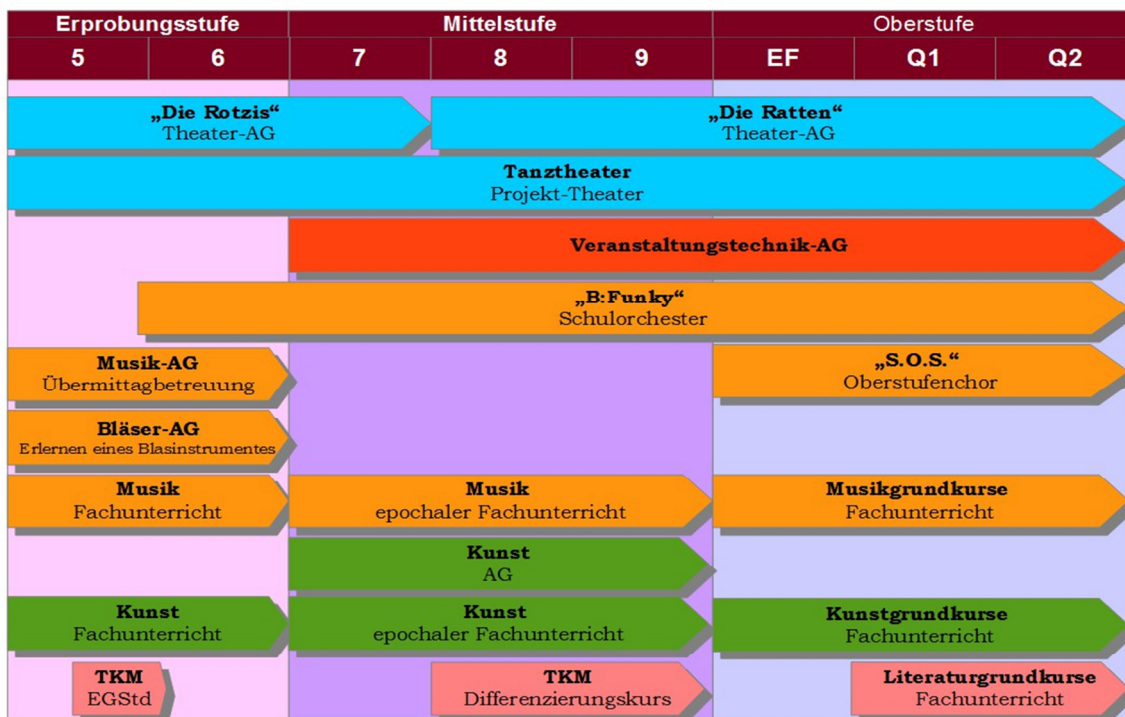 Erprobungsstufe Mittelstufe Oberstufe
5 6 7 8 9 EF Q1 Q2
„Die Rotzis“ „Die Ratten“
Theater-AG Theater-AG
Tanztheater
Projekt-Theater
Veranstaltungstechnik-AG
„B:Funky“
Schulorchester
Musik-AG „S.O.S.“
Übermittagbetreuung Oberstufenchor
Bläser-AG
Erlernen eines Blasinstrumentes
Musik Musik Musikgrundkurse
Fachunterricht epochaler Fachunterricht Fachunterricht
Kunst
AG
Kunst Kunst Kunstgrundkurse
Fachunterricht epochaler Fachunterricht Fachunterricht
TKM TKM Literaturgrundkurse
EGStd Differenzierungskurs Fachunterricht